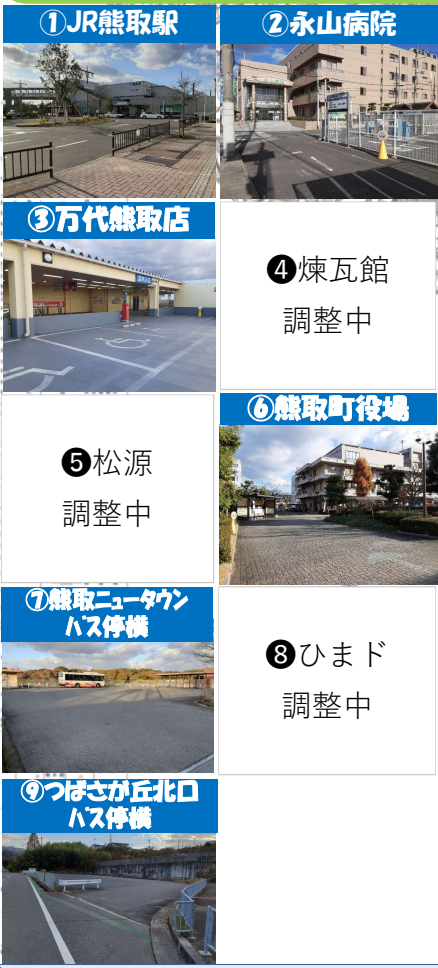 ①JR熊取駅
②永山病院
③万代熊取店
❹煉瓦館
調整中
❺松源
調整中
⑥熊取町役場
⑦熊取ニュータウン
バス停横
❽ひまド
調整中
⑨つばさが丘北口
バス停横